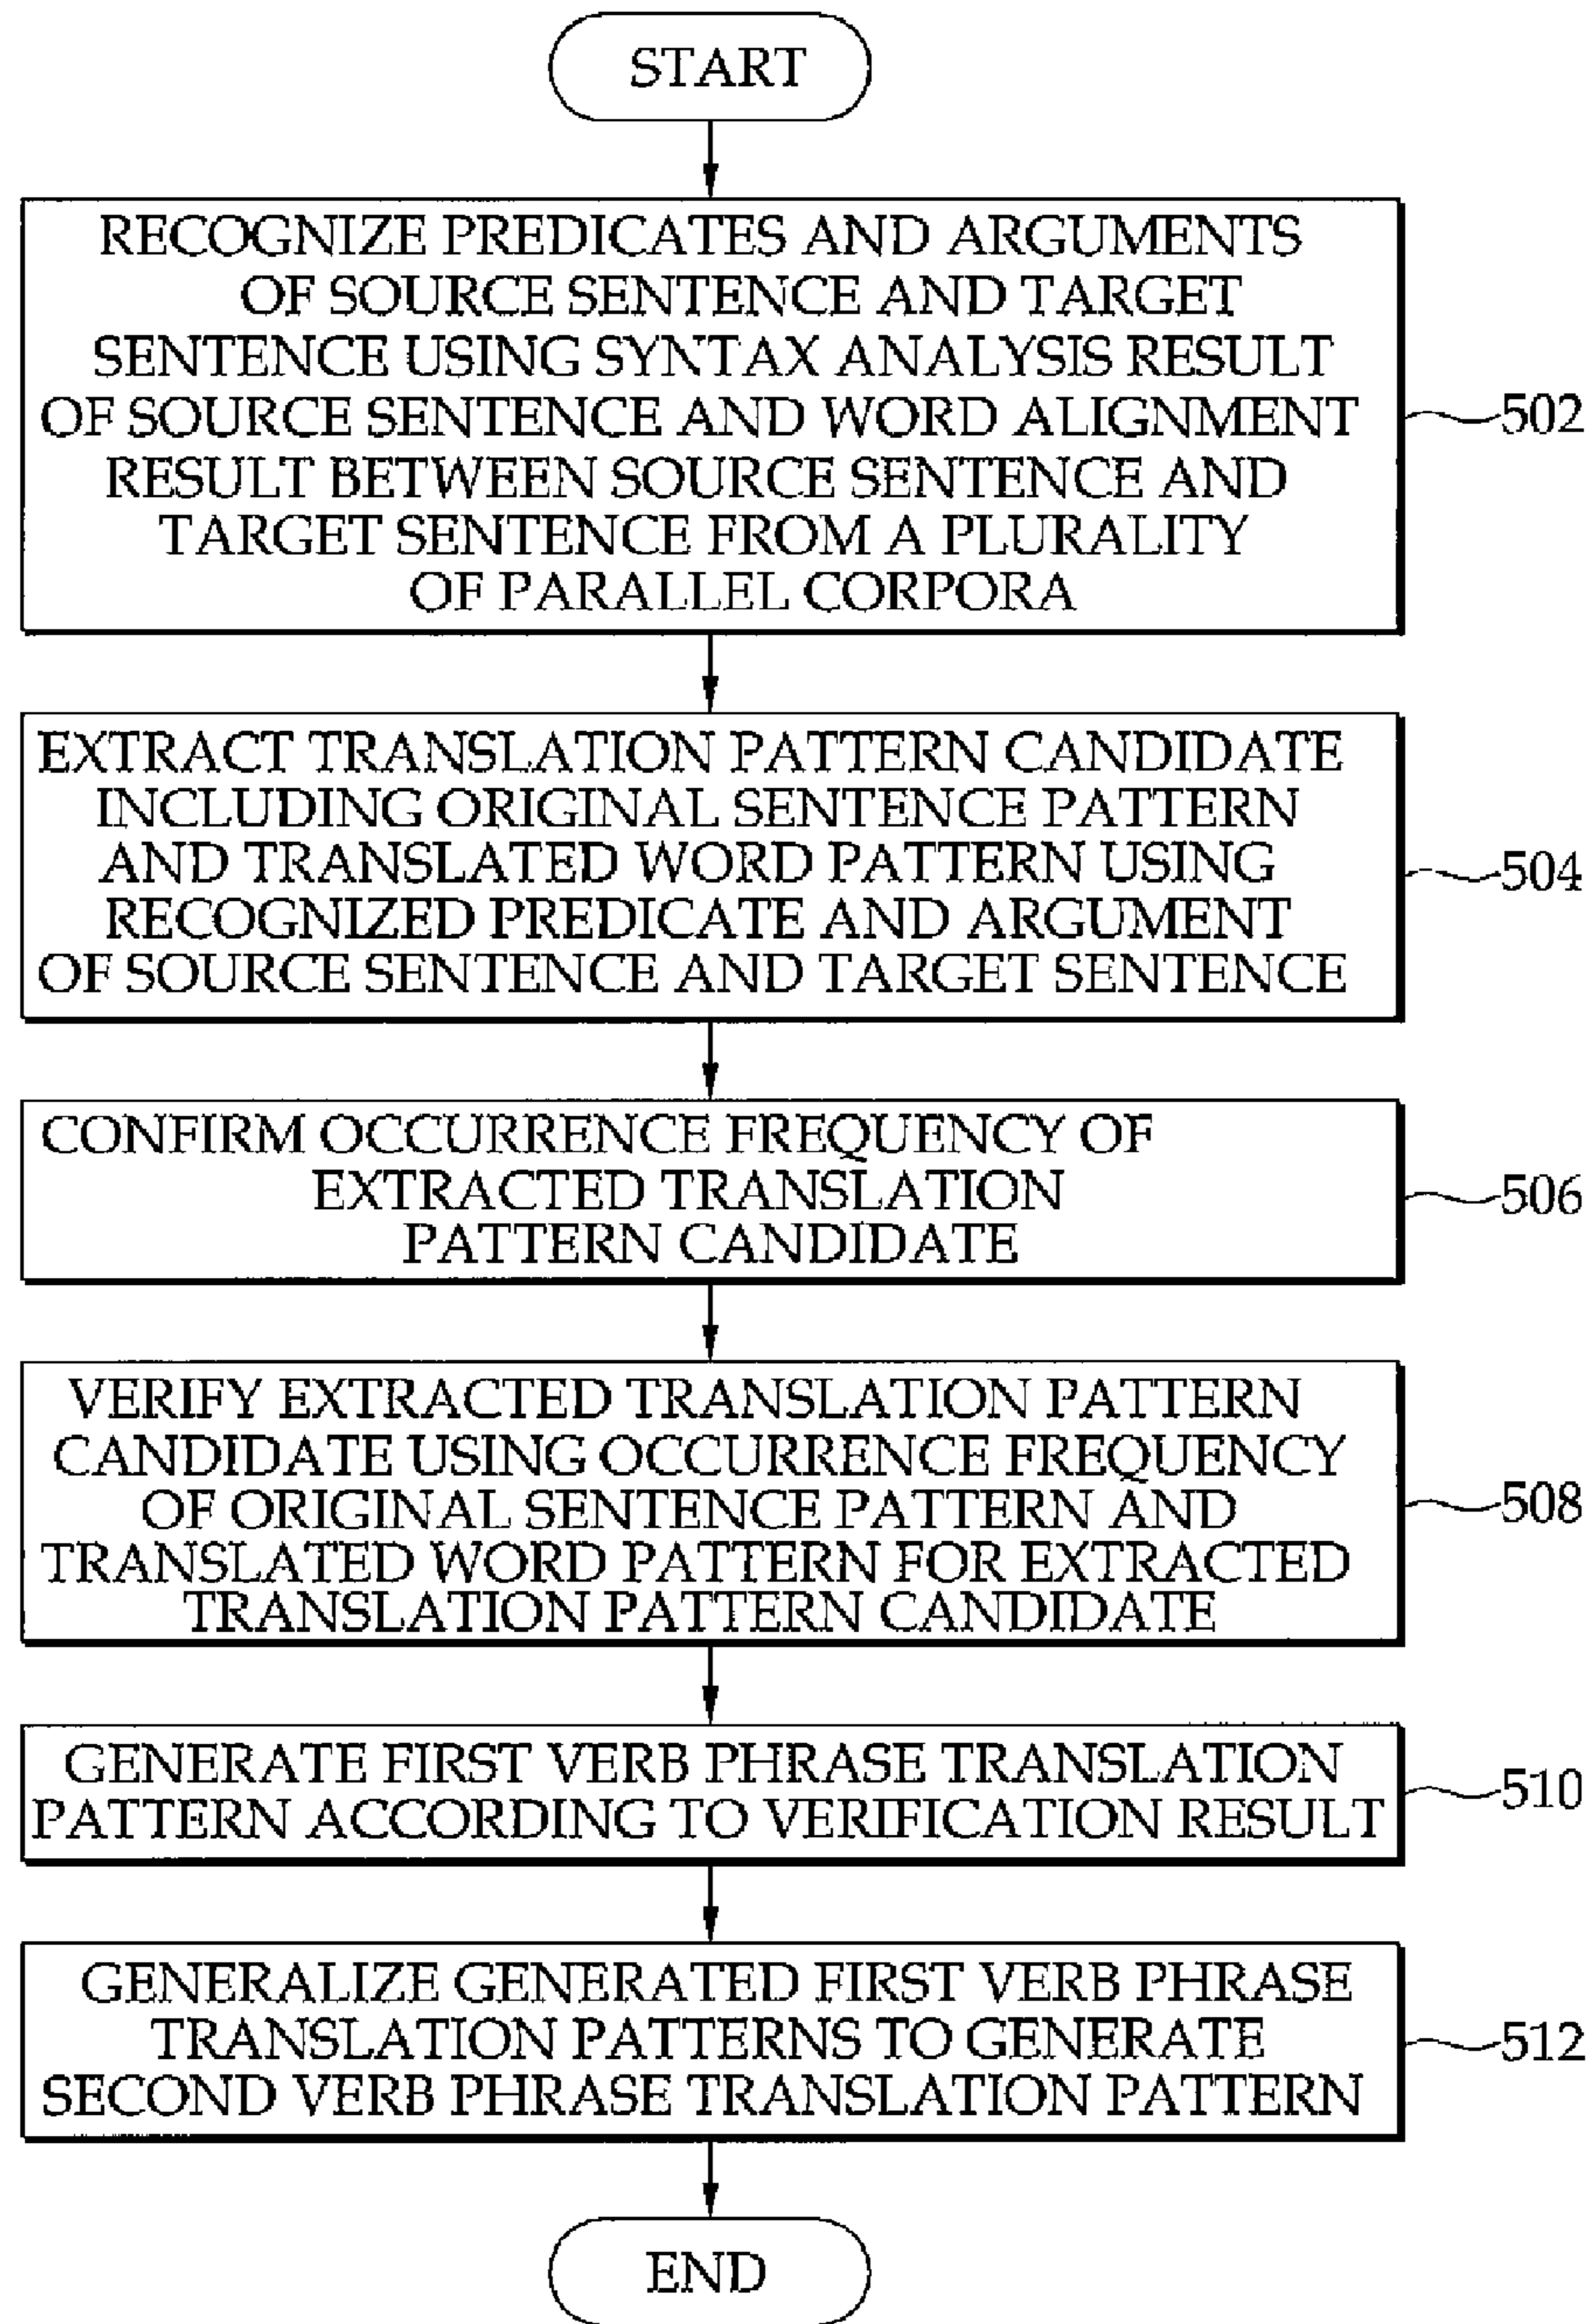 START
RECOGNIZE PREDICATES AND ARGUMENTS
OF SOURCE SENTENCE AND TARGET
SENTENCE USING SYNTAX ANALYSIS RESULT
OF SOURCE SENTENCE AND WORD ALIGNMENT
RESULT BETWEEN SOURCE SENTENCE AND
TARGET SENTENCE FROM A PLURALITY
OF PARALLEL CORPORA
502
EXTRACT TRANSLATION PATTERN CANDIDATE
INCLUDING ORIGINAL SENTENCE PATTERN
AND TRANSLATED WORD PATTERN USING
RECOGNIZED PREDICATE AND ARGUMENT
OF SOURCE SENTENCE AND TARGET SENTENCE
504
CONFIRM OCCURRENCE FREQUENCY OF
EXTRACTED TRANSLATION
PATTERN CANDIDATE
506
VERIFY EXTRACTED TRANSLATION PATTERN
CANDIDATE USING OCCURRENCE FREQUENCY
OF ORIGINAL SENTENCE PATTERN AND
TRANSLATED WORD PATTERN FOR EXTRACTED
TRANSLATION PATTERN CANDIDATE
508
GENERATE FIRST VERB PHRASE TRANSLATION
PATTERN ACCORDING TO VERIFICATION RESULT
510
GENERALIZE GENERATED FIRST VERB PHRASE
TRANSLATION PATTERNS TO GENERATE
SECOND VERB PHRASE TRANSLATION PATTERN
512
END